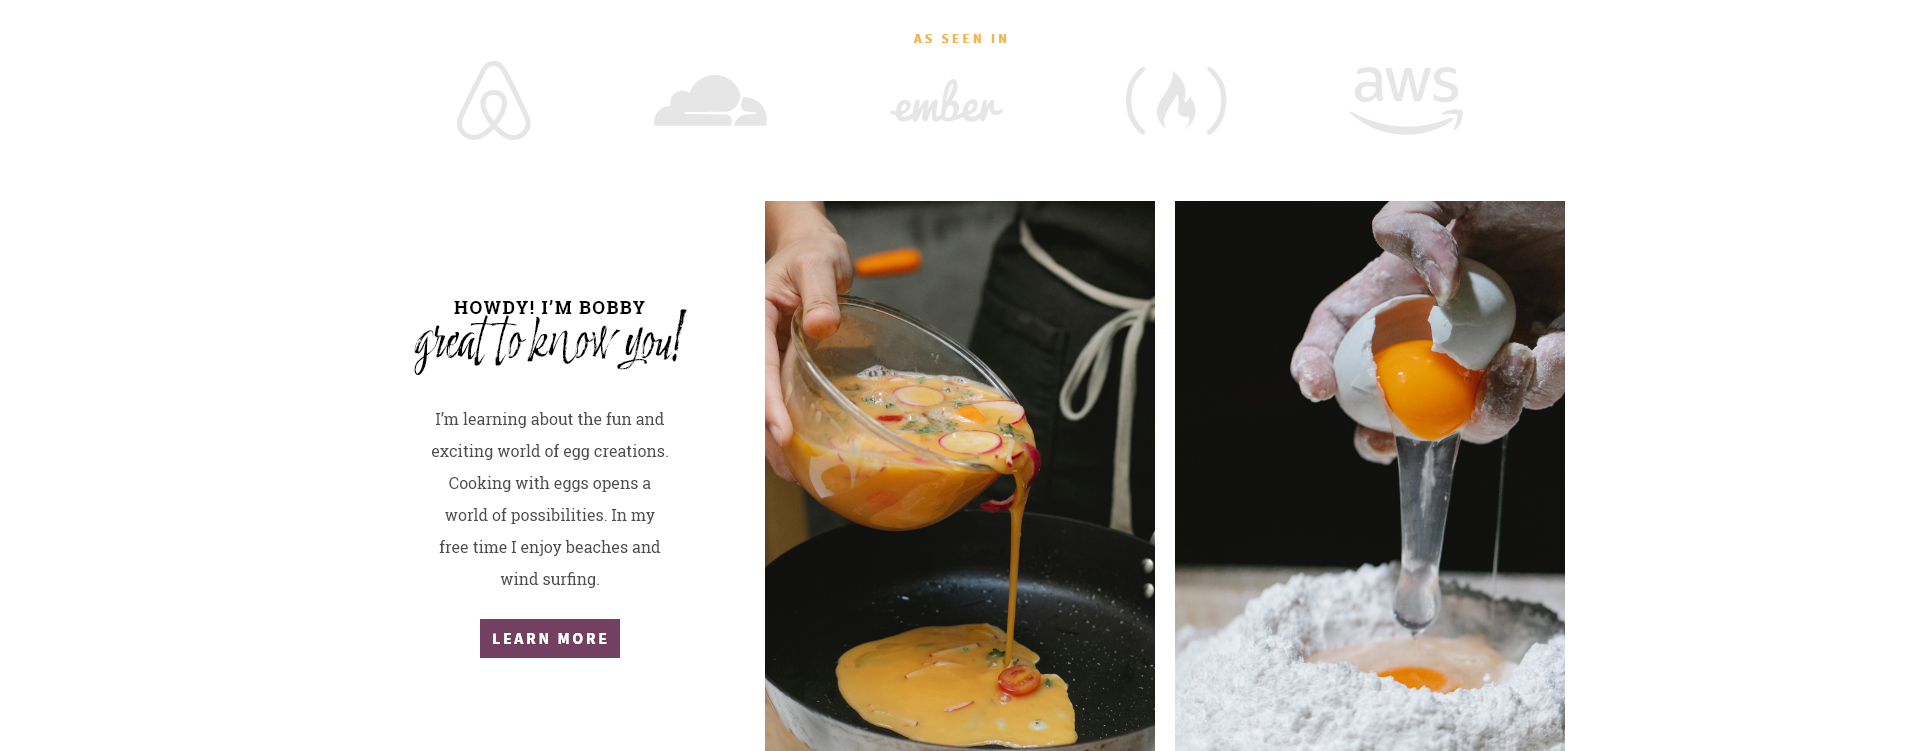 AS SEEN IN
ember
aws
HOWDY! I’M BOBBY
great to know you!
I’m learning about the fun and
exciting world of egg creations.
Cooking with eggs opens a
world of possibilities. In my
free time I enjoy beaches and
wind surfing.
LEARN MORE